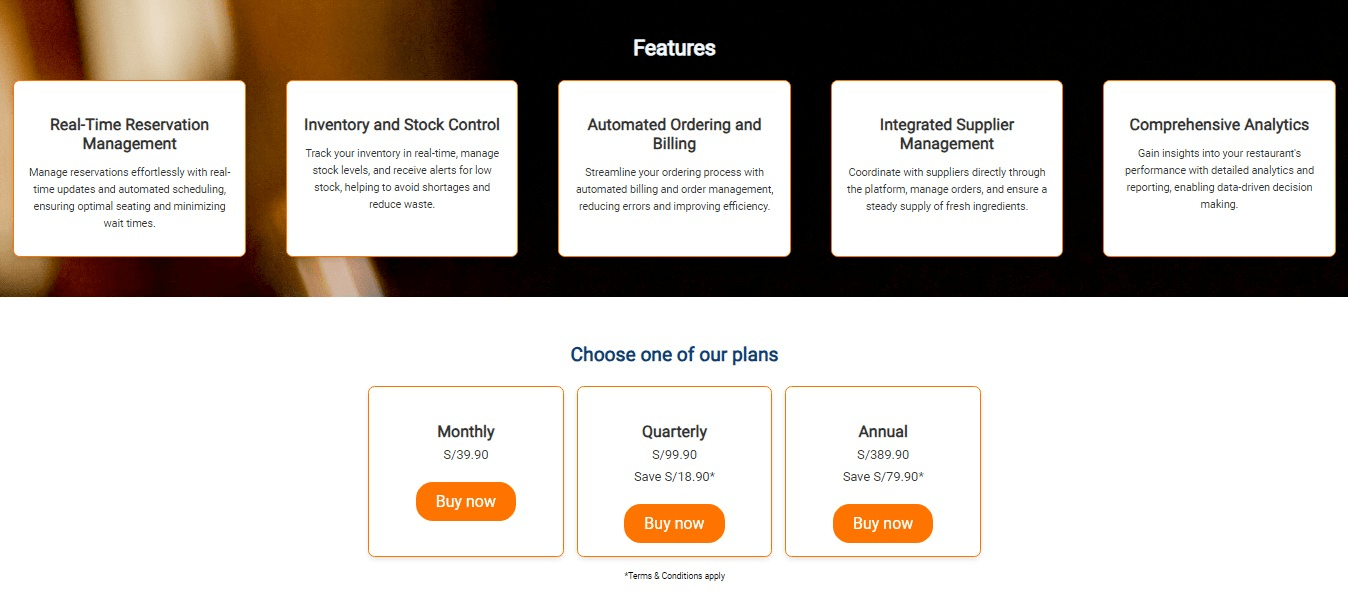 Features
Real-Time Reservation
Management
Manage reservations effortlessly with real-
time updates and automated scheduling,
ensuring optimal seating and minimizing
wait times.
Inventory and Stock Control
Track your inventory in real-time, manage
stock levels, and receive alerts for low
stock, helping to avoid shortages and
reduce waste.
Automated Ordering and
Billing
Streamline your ordering process with
automated billing and order management,
reducing errors and improving efficiency.
Integrated Supplier
Management
Coordinate with suppliers directly through
the platform, manage orders, and ensure a
steady supply of fresh ingredients.
Comprehensive Analytics
Gain insights into your restaurant's
performance with detailed analytics and
reporting, enabling data-driven decision
making.
Choose one of our plans
Monthly
S/39.90
Buy now
Quarterly
S/99.90
Save S/18.90*
Buy now
Annual
S/389.90
Save S/79.90*
Buy now
*Terms & Conditions apply